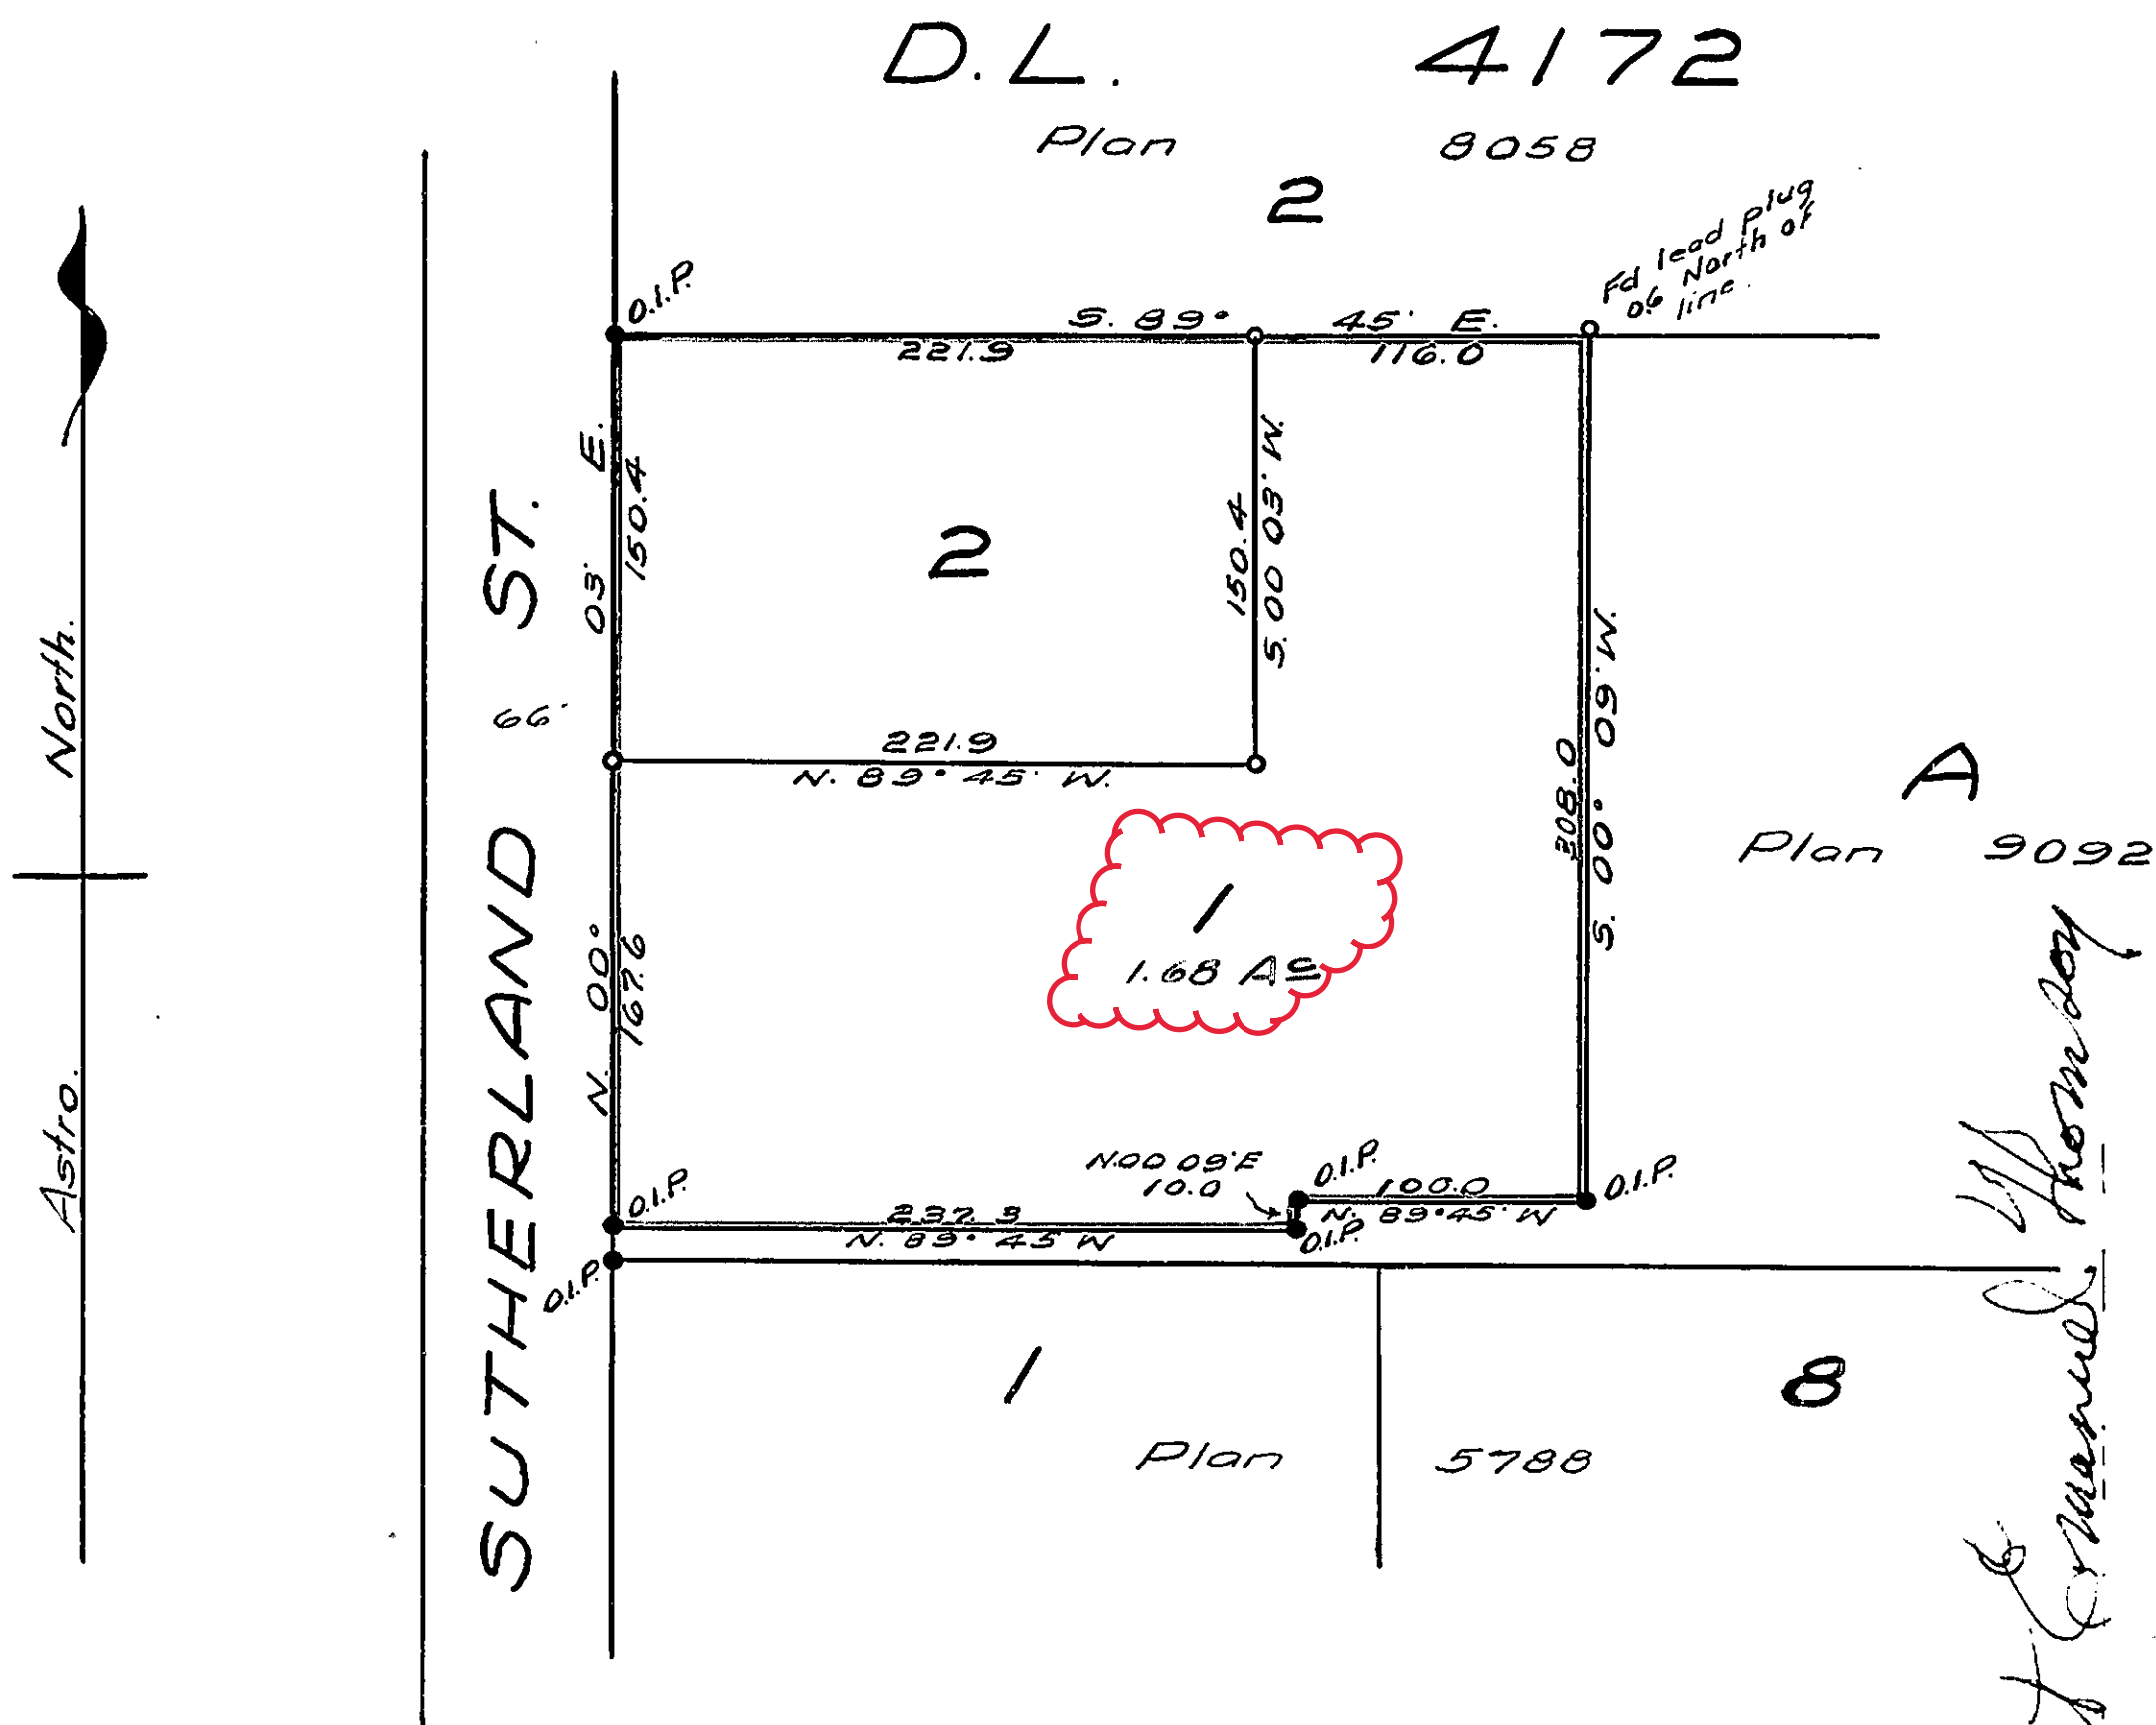 D.L. 4172
Plan 8058
2
Fd lead plug
0.6 North of
line.
O.I.P.
S. 89° 45' E.
221.9
116.0
N. 00° 03' E.
150.4
2
150.4
S. 00 03' W.
66'
SUTHERLAND ST.
Astro. North.
221.9
N. 89° 45' W.
S. 00° 09' W.
308.0
A
Plan 9092
1
1.68 Ac
167.6
N.00 09' E
10.0
O.I.P.
100.0
N. 89° 45' W
O.I.P.
O.I.P.
237.3
N. 89° 45' W
O.I.P.
O.I.P.
1
8
Plan 5788